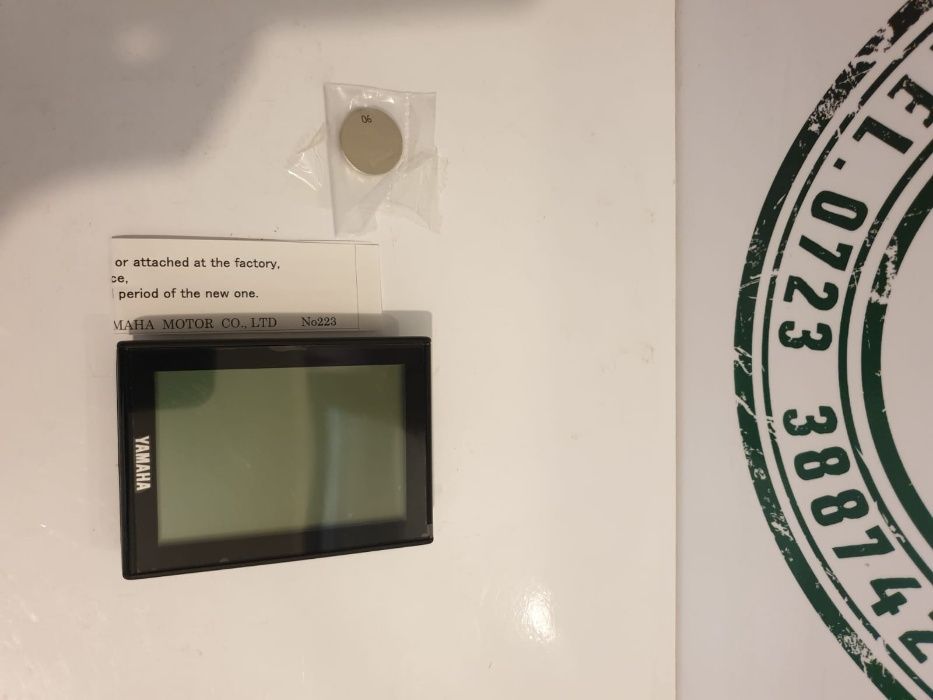 06
or attached at the factory,
ce,
period of the new one.
MAHA MOTOR CO., LTD No223
YAMAHA
TEL. 0723 388742